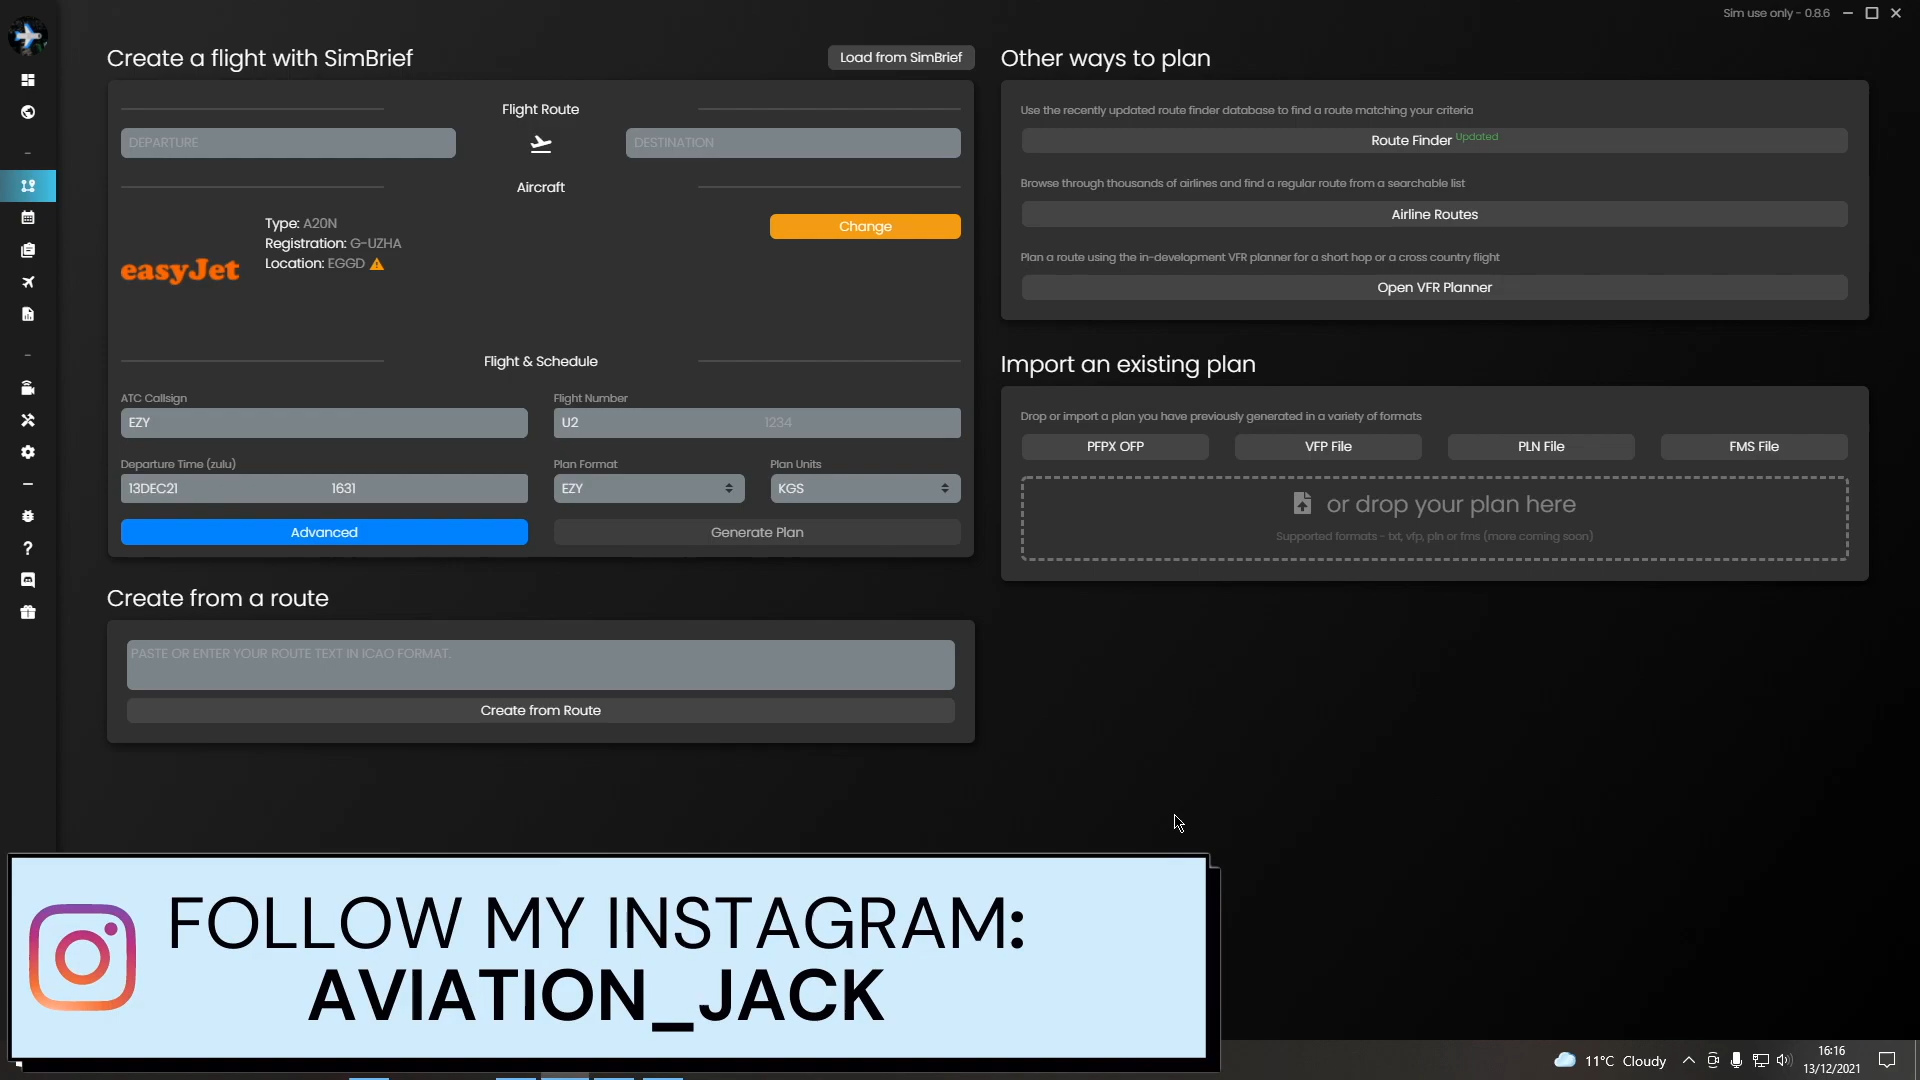 Sim use only - 0.8.6
Create a flight with SimBrief
Load from SimBrief
Flight Route
DEPARTURE
DESTINATION
Aircraft
easyJet
Type: A20N
Registration: G-UZHA
Location: EGGD
Change
Flight & Schedule
ATC Callsign
Flight Number
EZY
U2
1234
Departure Time (zulu)
Plan Format
Plan Units
13DEC21
1631
EZY
KGS
Advanced
Generate Plan
Create from a route
PASTE OR ENTER YOUR ROUTE TEXT IN ICAO FORMAT.
Create from Route
Other ways to plan
Use the recently updated route finder database to find a route matching your criteria
Route Finder Updated
Browse through thousands of airlines and find a regular route from a searchable list
Airline Routes
Plan a route using the in-development VFR planner for a short hop or a cross country flight
Open VFR Planner
Import an existing plan
Drop or import a plan you have previously generated in a variety of formats
PFPX OFP
VFP File
PLN File
FMS File
or drop your plan here
Supported formats - txt, vfp, pln or fms (more coming soon)
FOLLOW MY INSTAGRAM:
AVIATION_JACK
11°C Cloudy
16:16
13/12/2021